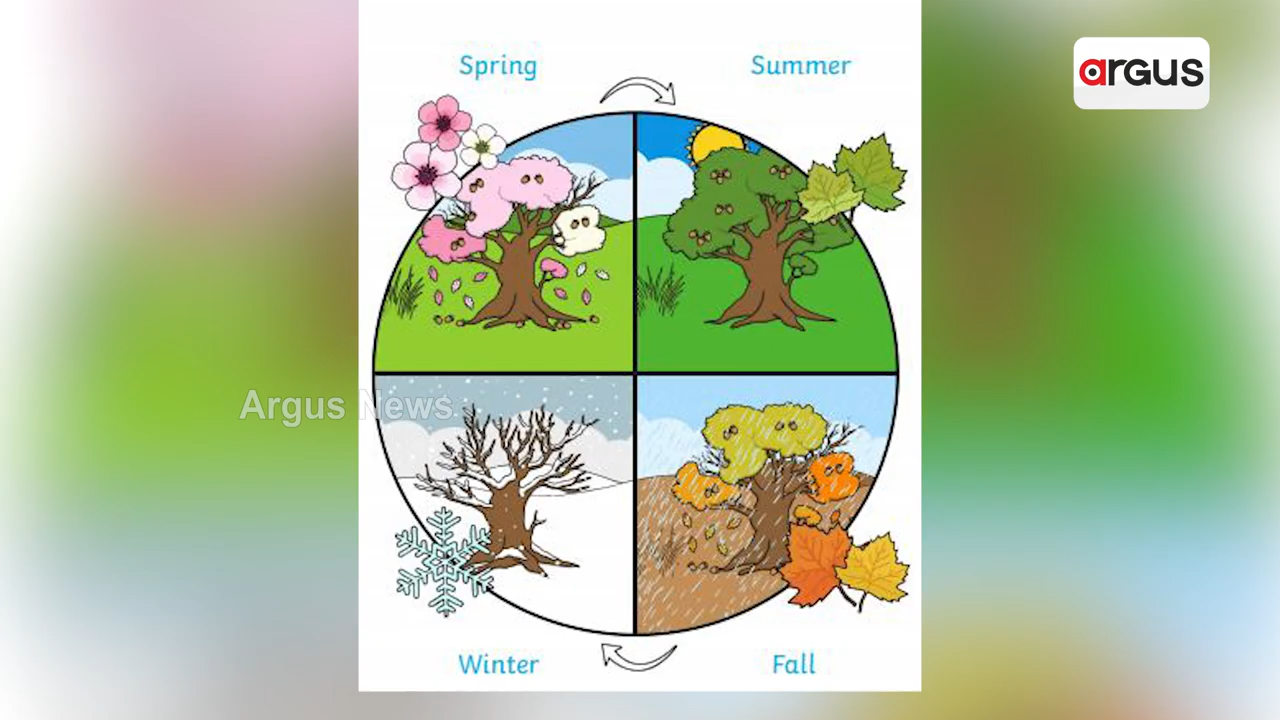 Spring
Summer
argus
Argus News
Winter
Fall